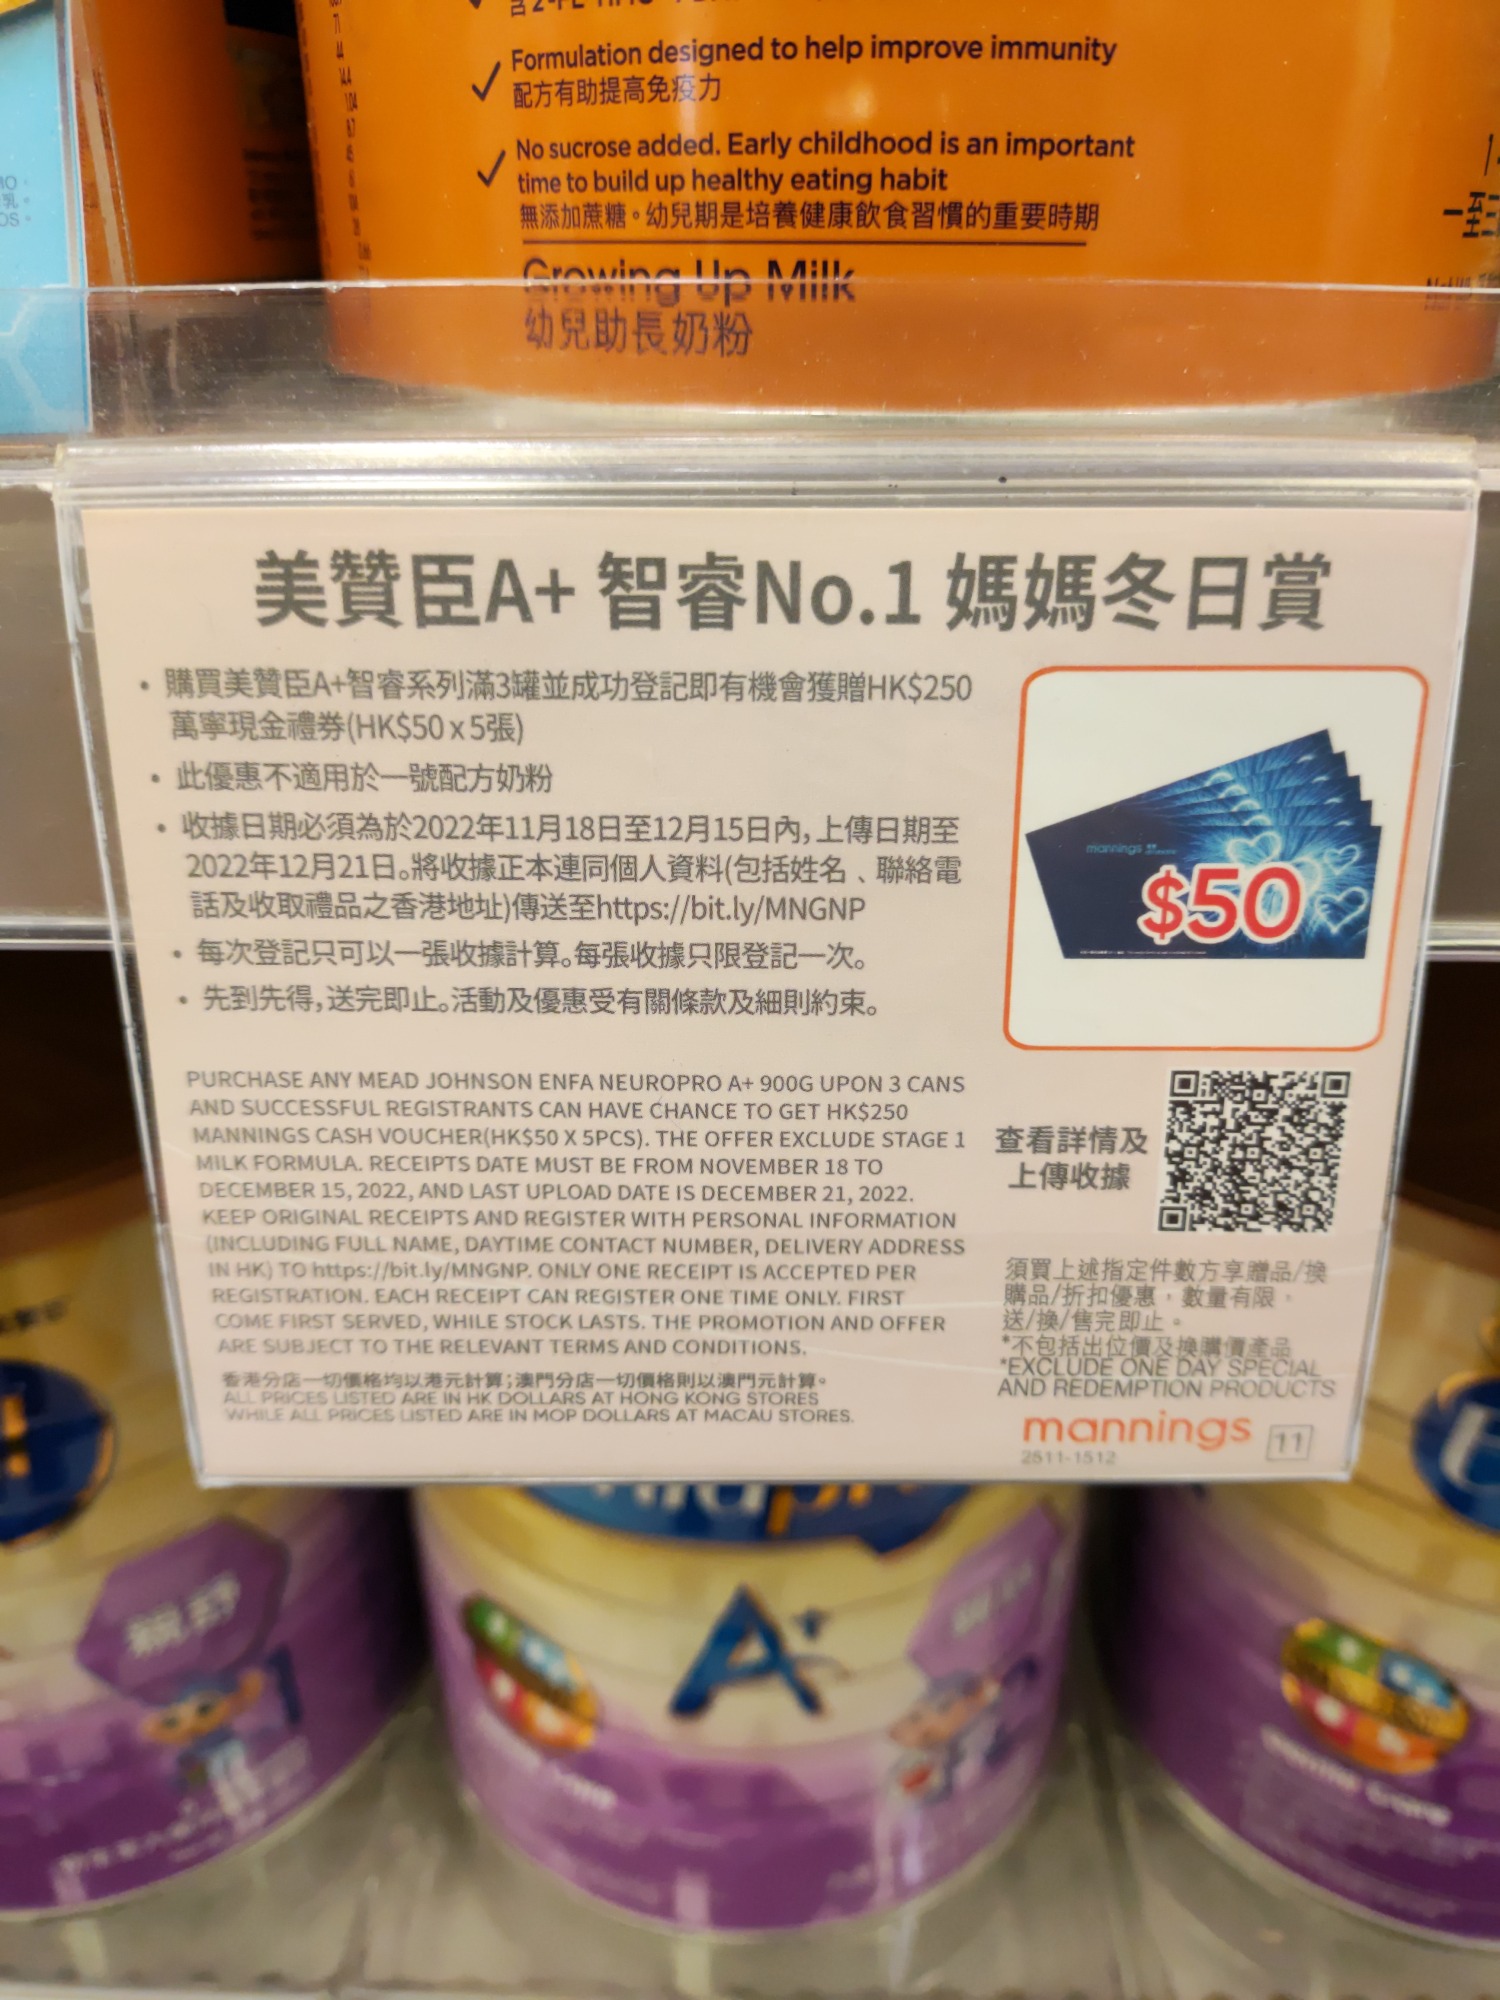 Formulation designed to help improve immunity
配方有助提高免疫力
No sucrose added. Early childhood is an important
time to build up healthy eating habit
無添加蔗糖。幼兒期是培養健康飲食習慣的重要時期
Growing Up Milk
幼兒助長奶粉
美贊臣A+ 智睿No.1 媽媽冬日賞
• 購買美贊臣A+智睿系列滿3罐並成功登記即有機會獲贈HK$250
萬寧現金禮券(HK$50 x 5張)
• 此優惠不適用於一號配方奶粉
• 收據日期必須為於2022年11月18日至12月15日內,上傳日期至
2022年12月21日。將收據正本連同個人資料(包括姓名、聯絡電
話及收取禮品之香港地址)傳送至https://bit.ly/MNGNP
• 每次登記只可以一張收據計算。每張收據只限登記一次。
• 先到先得,送完即止。活動及優惠受有關條款及細則約束。
mannings
$50
PURCHASE ANY MEAD JOHNSON ENFA NEUROPRO A+ 900G UPON 3 CANS
AND SUCCESSFUL REGISTRANTS CAN HAVE CHANCE TO GET HK$250
MANNINGS CASH VOUCHER(HK$50 X 5PCS). THE OFFER EXCLUDE STAGE 1
MILK FORMULA. RECEIPTS DATE MUST BE FROM NOVEMBER 18 TO
DECEMBER 15, 2022, AND LAST UPLOAD DATE IS DECEMBER 21, 2022.
KEEP ORIGINAL RECEIPTS AND REGISTER WITH PERSONAL INFORMATION
(INCLUDING FULL NAME, DAYTIME CONTACT NUMBER, DELIVERY ADDRESS
IN HK) TO https://bit.ly/MNGNP. ONLY ONE RECEIPT IS ACCEPTED PER
REGISTRATION. EACH RECEIPT CAN REGISTER ONE TIME ONLY. FIRST
COME FIRST SERVED, WHILE STOCK LASTS. THE PROMOTION AND OFFER
ARE SUBJECT TO THE RELEVANT TERMS AND CONDITIONS.
香港分店一切價格均以港元計算;澳門分店一切價格則以澳門元計算。
ALL PRICES LISTED ARE IN HK DOLLARS AT HONG KONG STORES
WHILE ALL PRICES LISTED ARE IN MOP DOLLARS AT MACAU STORES.
查看詳情及
上傳收據
須買上述指定件數方享贈品/換
購品/折扣優惠，數量有限，
送/換/售完即止。
*不包括出位價及換購價產品
*EXCLUDE ONE DAY SPECIAL
AND REDEMPTION PRODUCTS
mannings
11
2511-1512
A+